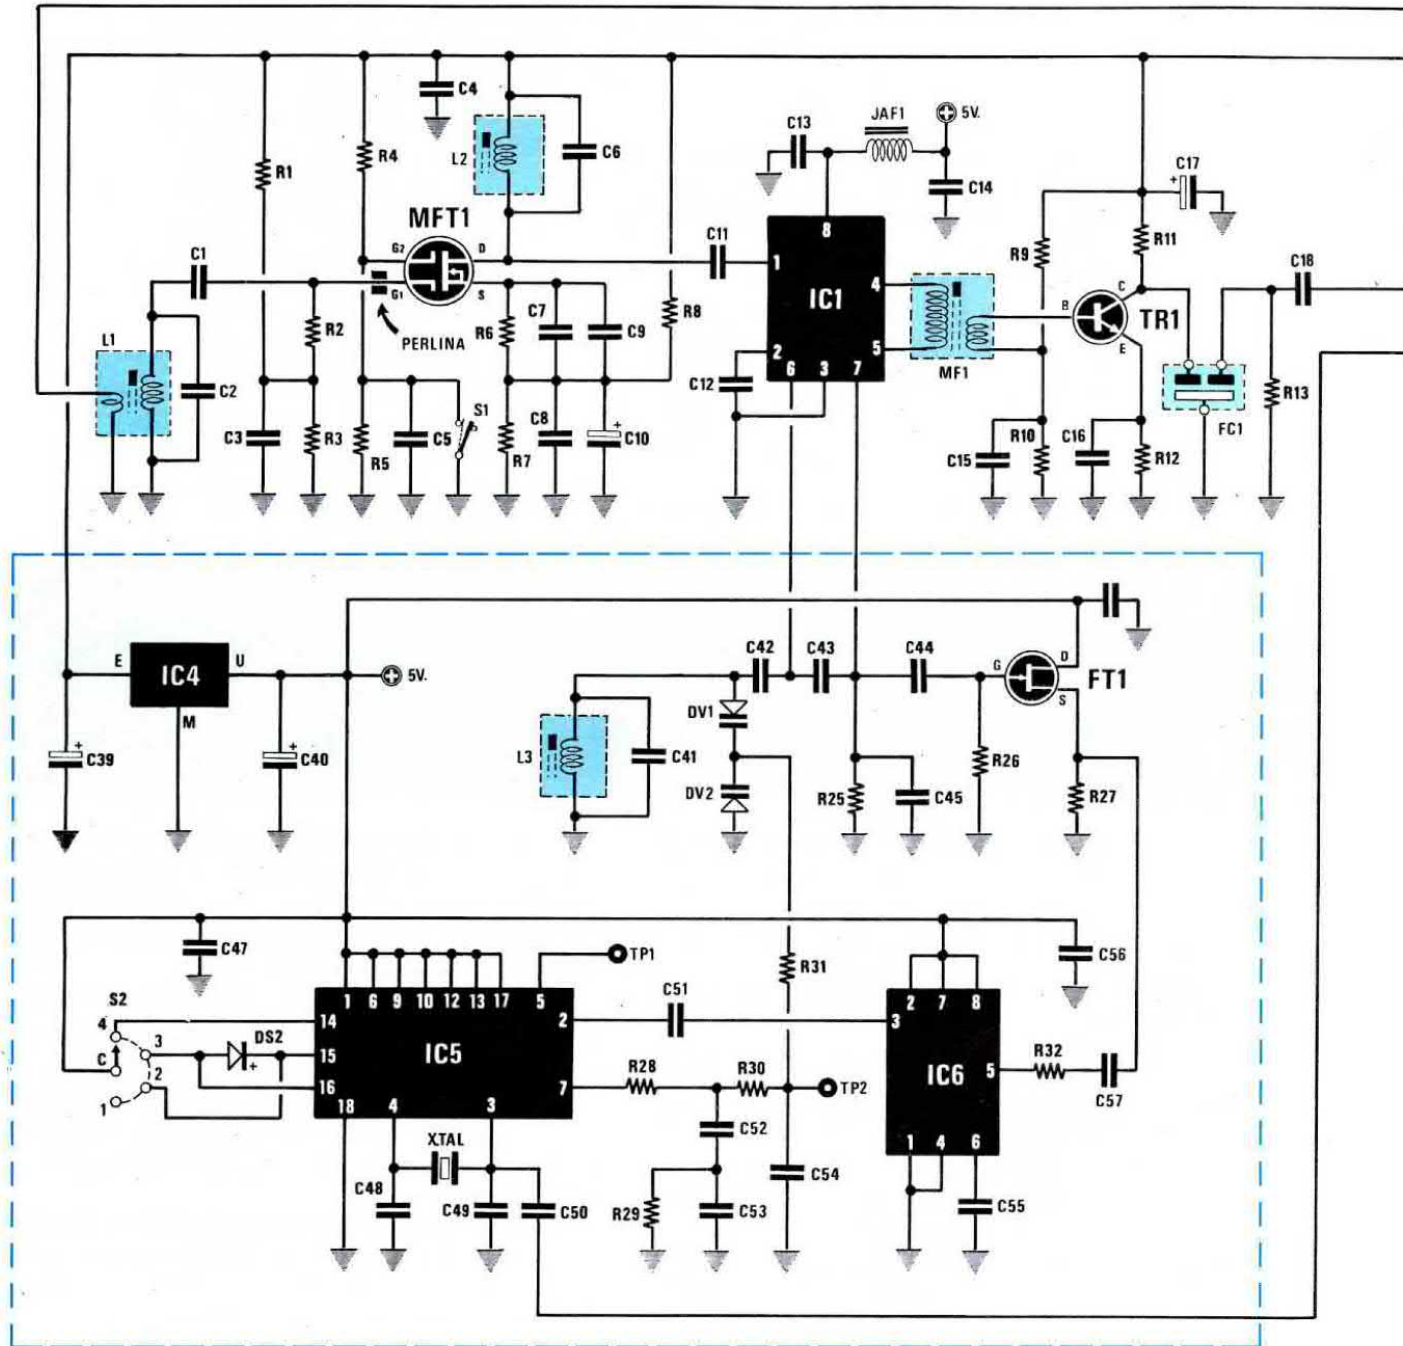 C4
L2
C6
R1
R4
MFT1
G2
D
G1
S
C1
PERLINA
L1
C2
R2
C3
R3
R5
C5
S1
R6
C7
C9
R8
R7
C8
C10
C11
C13
JAF1
5V.
C14
8
1
IC1
4
5
2
6
3
7
C12
MF1
R9
R11
C17
+
B
C
E
TR1
C18
FC1
R13
C15
R10
C16
R12
E
IC4
U
M
5V.
+
C39
+
C40
L3
C41
C42
C43
C44
DV1
DV2
R25
C45
R26
G
D
S
FT1
R27
C47
S2
4
C
3
2
1
DS2
+
1
6
9
10
12
13
17
5
14
15
16
18
4
3
2
7
IC5
TP1
C51
R31
R28
R30
TP2
C52
R29
C53
C54
XTAL
C48
C49
C50
2
7
8
3
IC6
5
1
4
6
C56
R32
C57
C55